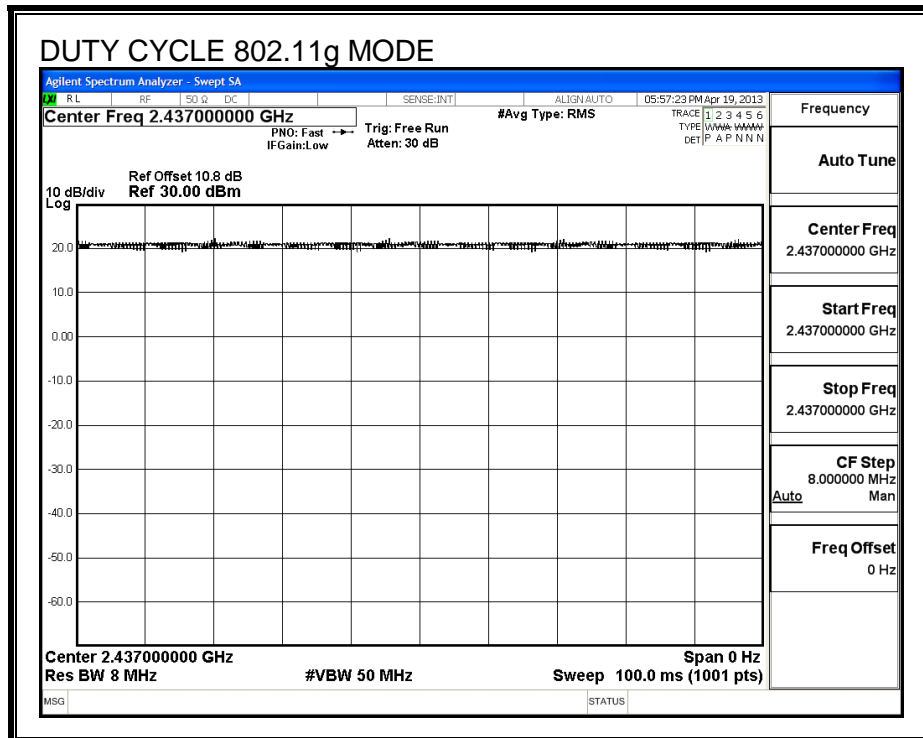 DUTY CYCLE 802.11g MODE
Agilent Spectrum Analyzer - Swept SA
LXI RL RF 50 Ω DC SENSE:INT ALIGN AUTO 05:57:23 PM Apr 19, 2013
Center Freq 2.437000000 GHz
PNO: Fast
IFGain:Low
Trig: Free Run
Atten: 30 dB
#Avg Type: RMS
TRACE 1 2 3 4 5 6
TYPE
DET P A P N N N
Ref Offset 10.8 dB
10 dB/div Ref 30.00 dBm
Log
20.0
10.0
0.00
-10.0
-20.0
-30.0
-40.0
-50.0
-60.0
Center 2.437000000 GHz Span 0 Hz
Res BW 8 MHz #VBW 50 MHz Sweep 100.0 ms (1001 pts)
MSG STATUS
Frequency
Auto Tune
Center Freq
2.437000000 GHz
Start Freq
2.437000000 GHz
Stop Freq
2.437000000 GHz
CF Step
8.000000 MHz
Auto Man
Freq Offset
0 Hz